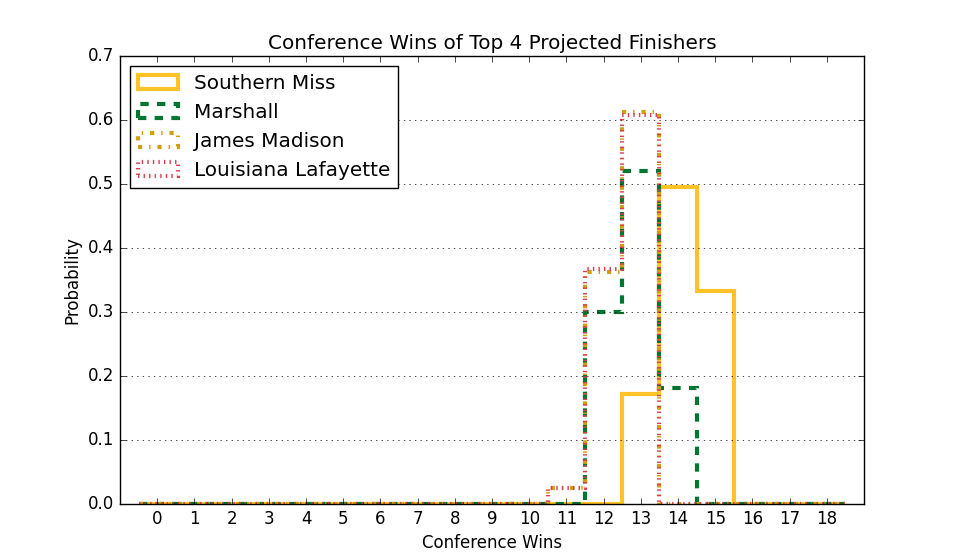 Conference Wins of Top 4 Projected Finishers
0.7
0.6
0.5
0.4
0.3
0.2
0.1
0.0
Probability
Southern Miss
Marshall
James Madison
Louisiana Lafayette
0 1 2 3 4 5 6 7 8 9 10 11 12 13 14 15 16 17 18
Conference Wins